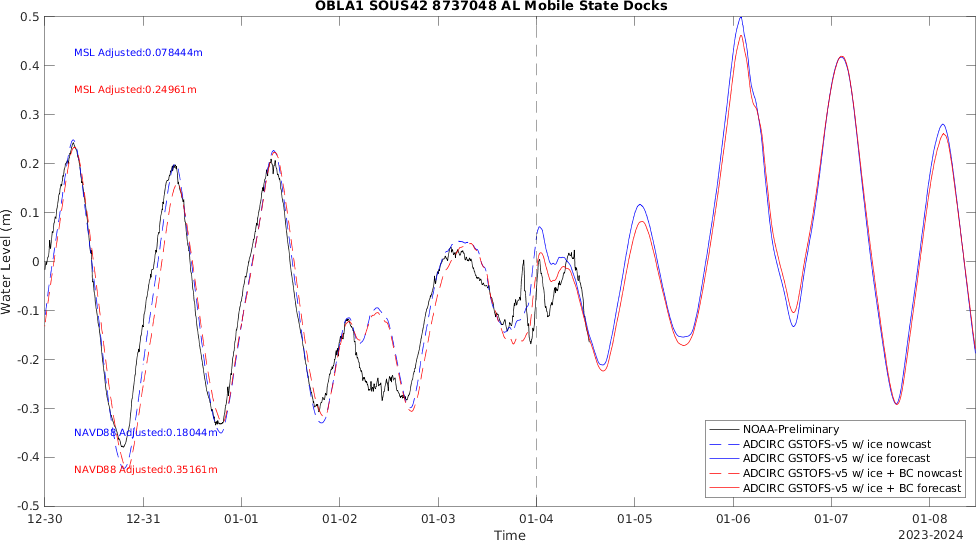 OBLA1 SOUS42 8737048 AL Mobile State Docks
0.5
0.4
0.3
0.2
0.1
0
-0.1
-0.2
-0.3
-0.4
-0.5
Water Level (m)
MSL Adjusted:0.078444m
MSL Adjusted:0.24961m
NAVD88 Adjusted:0.18044m
NAVD88 Adjusted:0.35161m
NOAA-Preliminary
ADCIRC GSTOFS-v5 w/ ice nowcast
ADCIRC GSTOFS-v5 w/ ice forecast
ADCIRC GSTOFS-v5 w/ ice + BC nowcast
ADCIRC GSTOFS-v5 w/ ice + BC forecast
12-30 12-31 01-01 01-02 01-03 01-04 01-05 01-06 01-07 01-08
Time
2023-2024